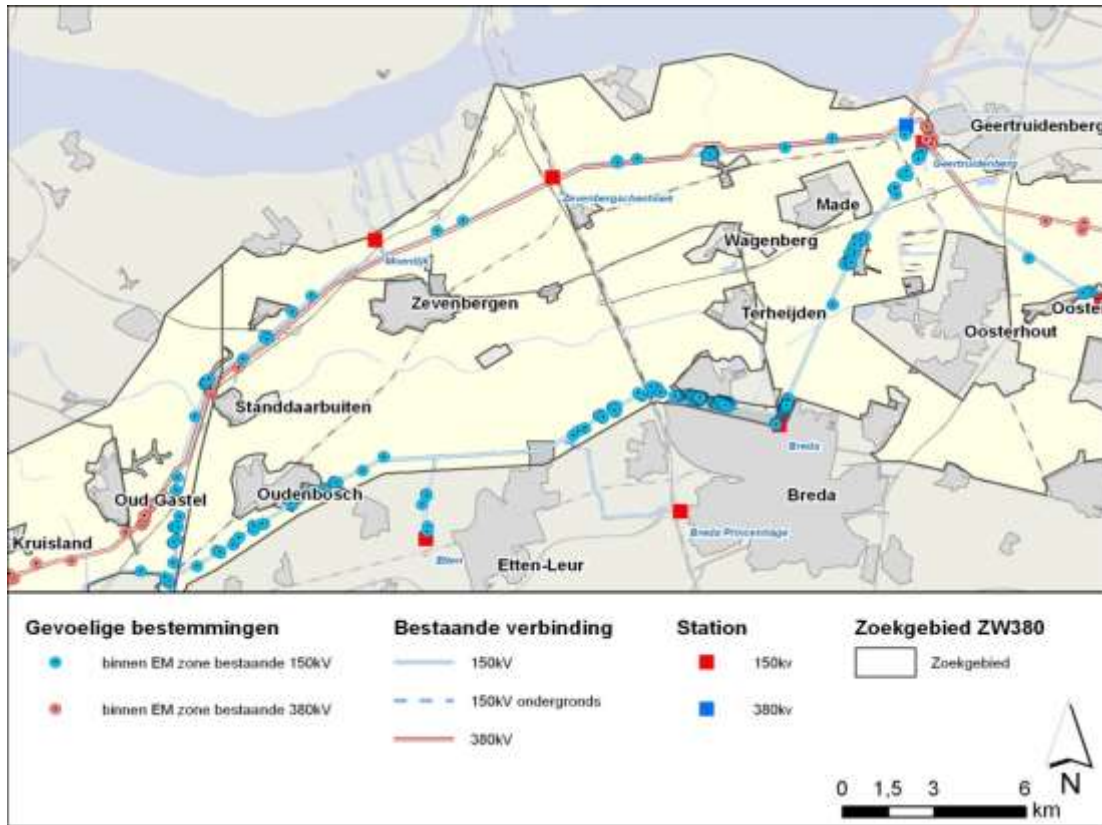 Geertruidenberg
Geertruidenberg
Zevenbergschenhoek
Made
Wagenberg
Moerdijk
Zevenbergen
Terheijden
Ooster
Oosterhout
Standdaarbuiten
Breda
Oudenbosch
Oud Gastel
Breda
Breda Princenhage
Kruisland
Etten
Etten-Leur
Gevoelige bestemmingen
binnen EM zone bestaande 150kV
binnen EM zone bestaande 380kV
Bestaande verbinding
150kV
150kV ondergronds
380kV
Station
150kv
380kv
Zoekgebied ZW380
Zoekgebied
N
0 1,5 3 6
km